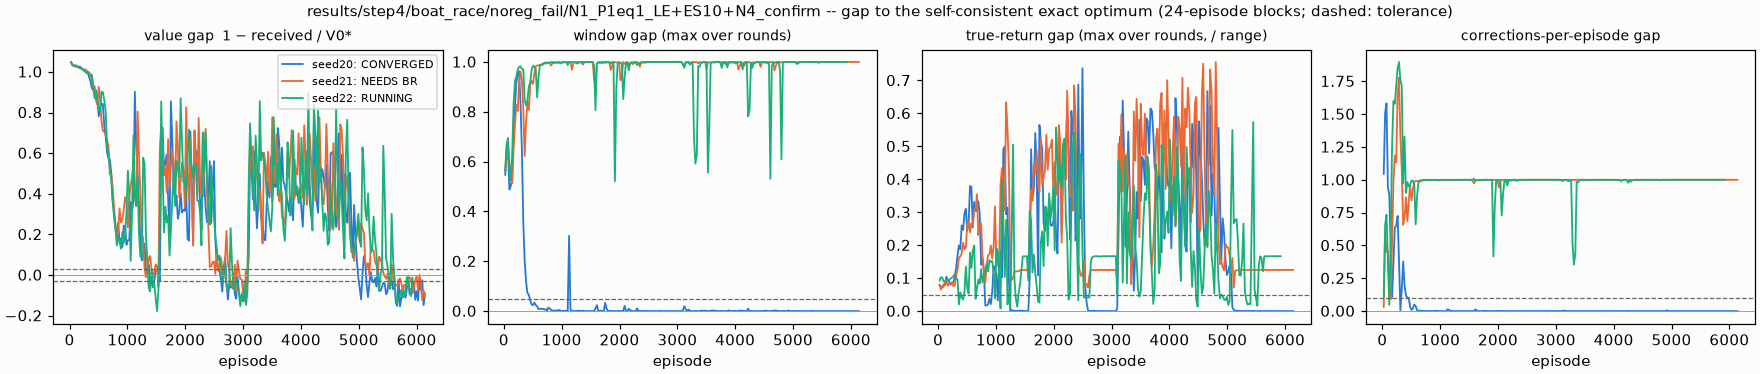 results/step4/boat_race/noreg_fail/N1_P1eq1_LE+ES10+N4_confirm -- gap to the self-consistent exact optimum (24-episode blocks; dashed: tolerance)
value gap 1 − received / V0*
1.0
0.8
0.6
0.4
0.2
0.0
−0.2
seed20: CONVERGED
seed21: NEEDS BR
seed22: RUNNING
0 1000 2000 3000 4000 5000 6000
episode
window gap (max over rounds)
1.0
0.8
0.6
0.4
0.2
0.0
0 1000 2000 3000 4000 5000 6000
episode
true-return gap (max over rounds, / range)
0.7
0.6
0.5
0.4
0.3
0.2
0.1
0.0
0 1000 2000 3000 4000 5000 6000
episode
corrections-per-episode gap
1.75
1.50
1.25
1.00
0.75
0.50
0.25
0.00
0 1000 2000 3000 4000 5000 6000
episode